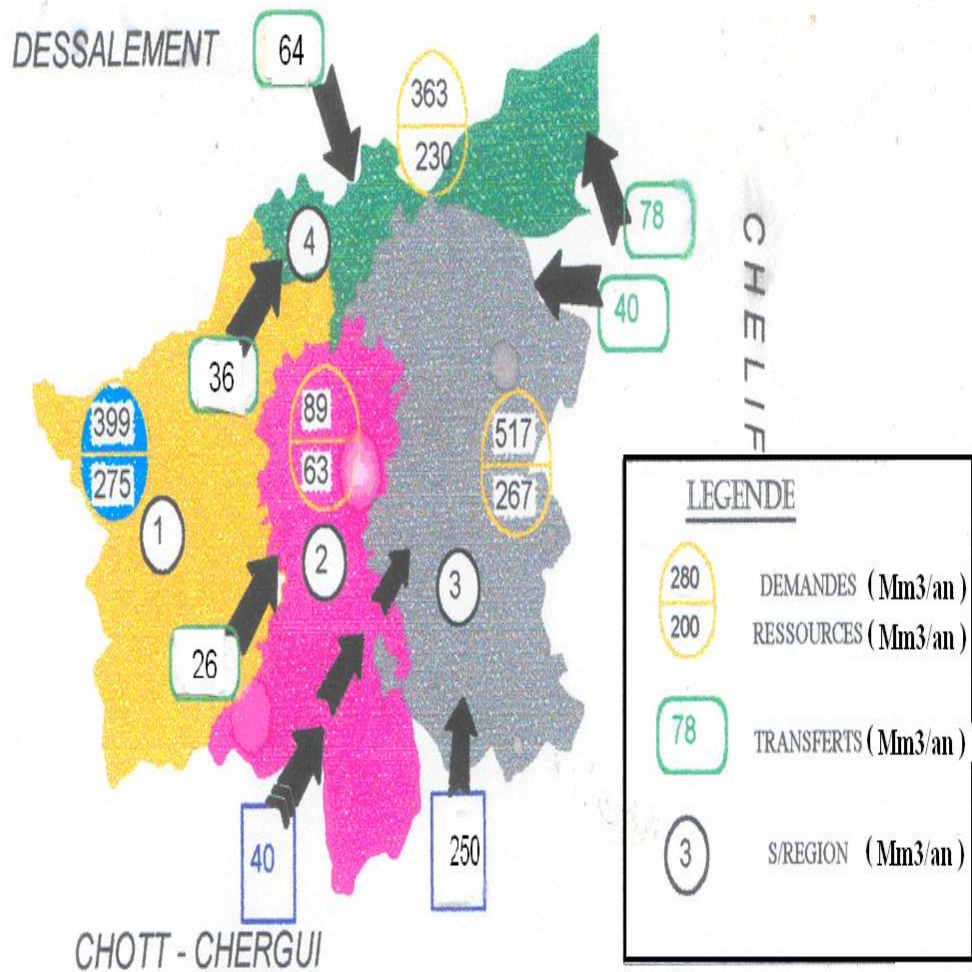 DESSALEMENT
64
363
230
78
40
4
36
CHELIF
399
275
1
89
63
2
517
267
3
26
40
250
CHOTT - CHERGUI
LEGENDE
280
200
DEMANDES (Mm3/an)
RESSOURCES (Mm3/an)
78
TRANSFERTS (Mm3/an)
3
S/REGION (Mm3/an)